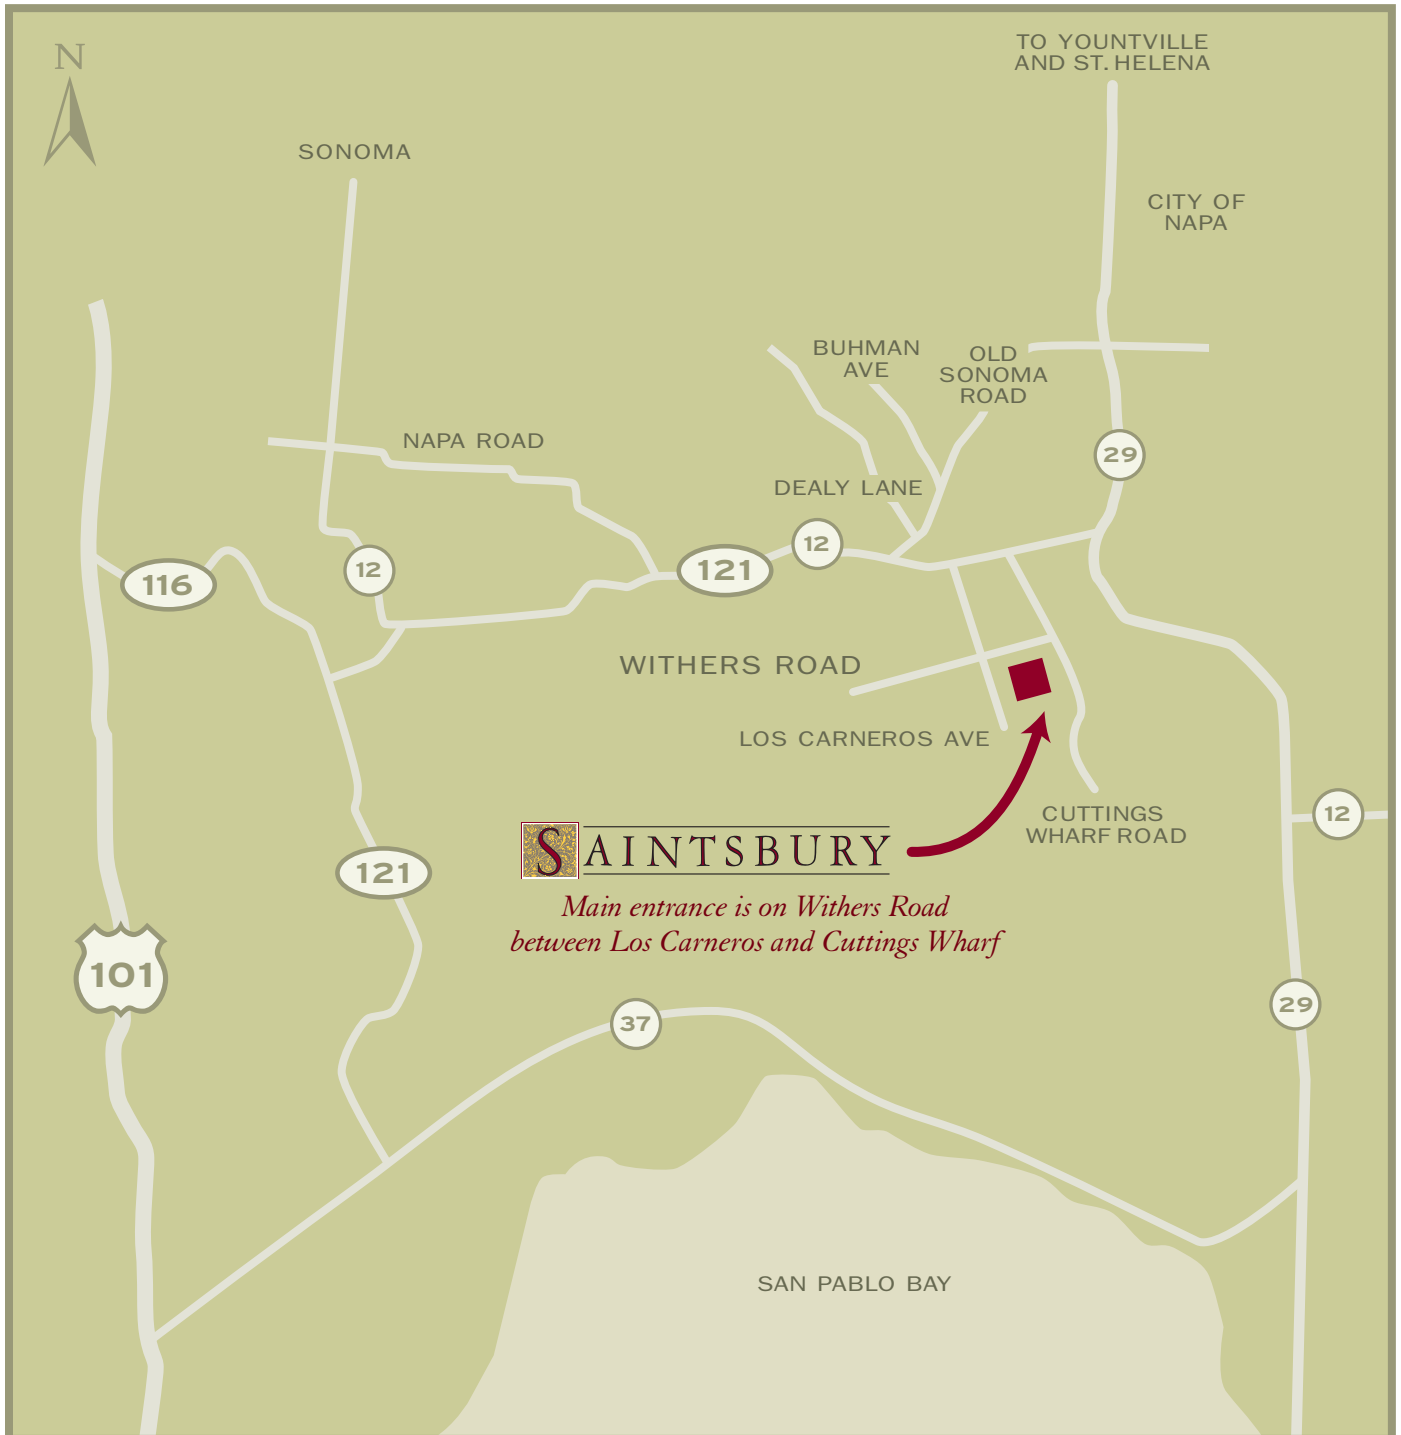 N
TO YOUNTVILLE
AND ST. HELENA
SONOMA
CITY OF
NAPA
BUHMAN
AVE
OLD
SONOMA
ROAD
NAPA ROAD
29
DEALY LANE
12
121
12
116
WITHERS ROAD
LOS CARNEROS AVE
CUTTINGS
WHARF ROAD
12
SAINTSBURY
121
Main entrance is on Withers Road
between Los Carneros and Cuttings Wharf
101
29
37
SAN PABLO BAY